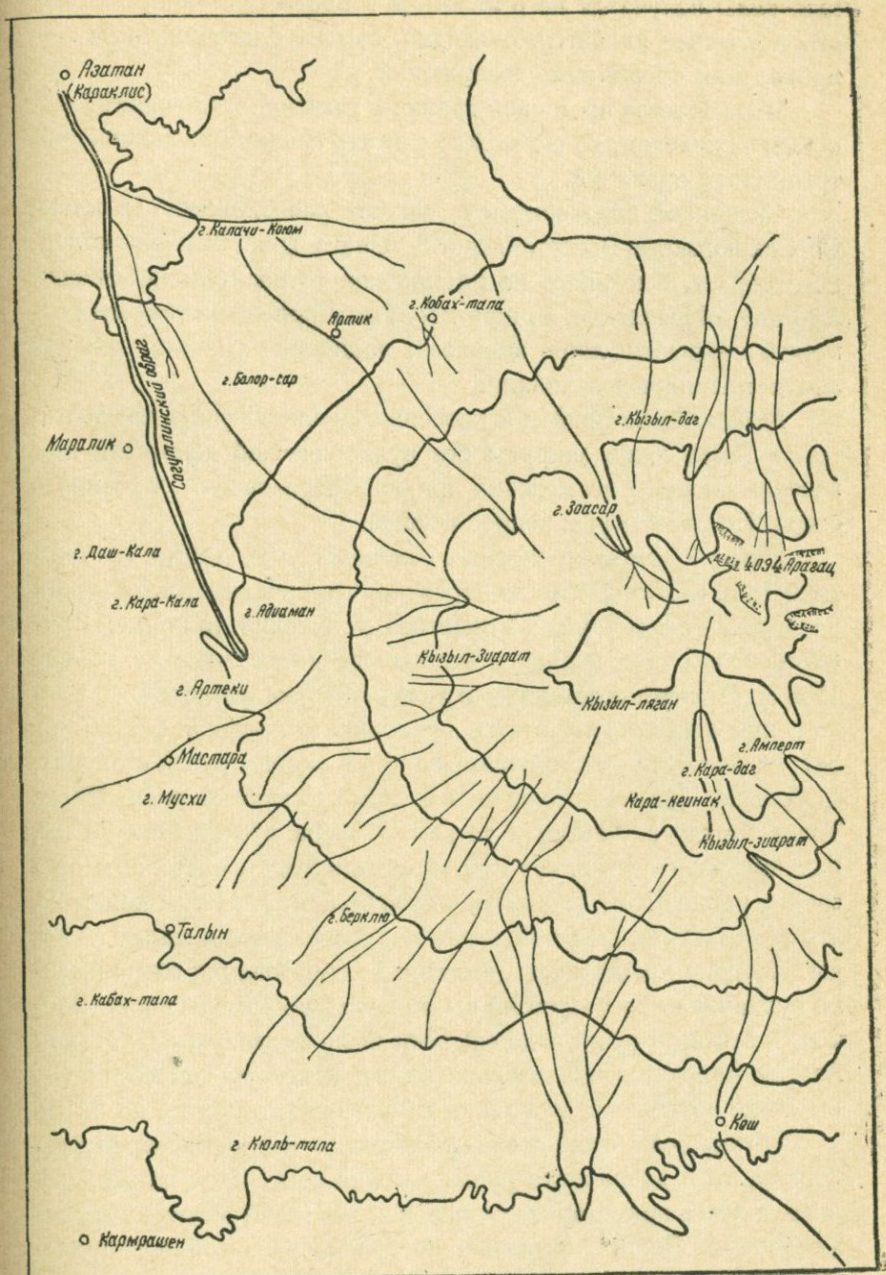 Азатан
(Караклис)
г. Калачи-Коюм
г. Кобах-тапа
Артик
Согутлинский овраг
г. Болор-сар
г. Кызыл-даг
Маралик
г. Зоасар
г. Даш-Кала
4094 Арагац
г. Кара-Кала
г. Адиаман
Кызыл-Зиарат
г. Артеки
Кызыл-ляган
г. Амперт
Мастара
г. Кара-даг
г. Мусхи
Кара-кейнак
Кызыл-зиарат
г. Берклю
Талын
г. Кабах-тапа
Кош
г Кюль-тапа
Кармрашен